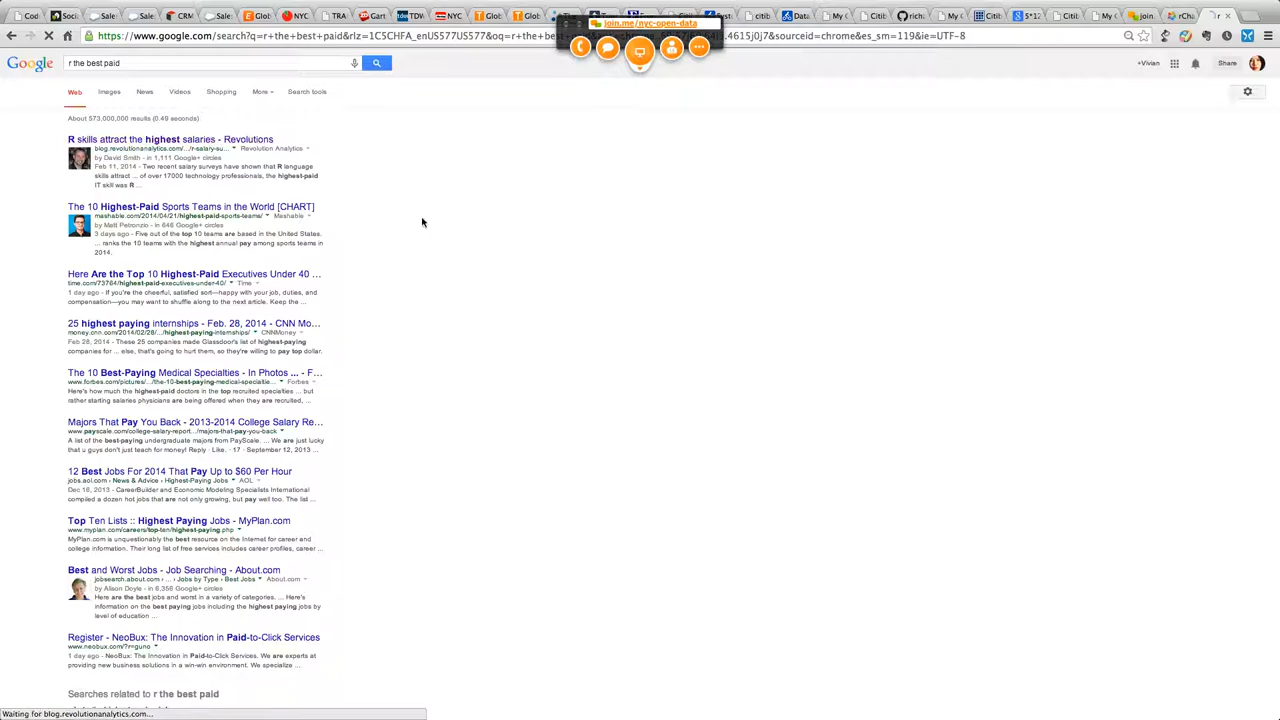 join.me/nyc-open-data
https://www.google.com/search?q=r+the+best+paid&rlz=1C5CHFA_enUS577US577&oq=r+the+best+
4615j0j7&sourceid=chrome&es_sm=119&ie=UTF-8
Google
r the best paid
+Vivian
Share
Web Images News Videos Shopping More Search tools
About 573,000,000 results (0.49 seconds)
R skills attract the highest salaries - Revolutions
blog.revolutionanalytics.com/.../r-salary-su... Revolution Analytics
by David Smith - in 1,111 Google+ circles
Feb 11, 2014 - Two recent salary surveys have shown that R language
skills attract ... of over 17000 technology professionals, the highest-paid
IT skill was R ...
The 10 Highest-Paid Sports Teams in the World [CHART]
mashable.com/2014/04/21/highest-paid-sports-teams/ Mashable
by Matt Petronzio - in 646 Google+ circles
3 days ago - Five out of the top 10 teams are based in the United States.
... ranks the 10 teams with the highest annual pay among sports teams in
2014.
Here Are the Top 10 Highest-Paid Executives Under 40 ...
time.com/73764/highest-paid-executives-under-40/ Time
1 day ago - If you're the cheerful, satisfied sort—happy with your job, duties, and
compensation—you may want to shuffle along to the next article. Keep the ...
25 highest paying internships - Feb. 28, 2014 - CNN Mo...
money.cnn.com/2014/02/28/.../highest-paying-internships/ CNNMoney
Feb 28, 2014 - These 25 companies made Glassdoor's list of highest-paying
companies for ... else, that's going to hurt them, so they're willing to pay top dollar.
The 10 Best-Paying Medical Specialties - In Photos ... - F...
www.forbes.com/pictures/.../the-10-best-paying-medical-specialtie... Forbes
Here's how much the highest-paid doctors in the top recruited specialties ... but
rather starting salaries physicians are being offered when they are recruited, ...
Majors That Pay You Back - 2013-2014 College Salary Re...
www.payscale.com/college-salary-report.../majors-that-pay-you-back
A list of the best-paying undergraduate majors from PayScale. ... We are just lucky
that u guys don't just teach for money! Reply · Like. · 17 · September 12, 2013 ...
12 Best Jobs For 2014 That Pay Up to $60 Per Hour
jobs.aol.com › News & Advice › Highest-Paying Jobs AOL
Dec 16, 2013 - CareerBuilder and Economic Modeling Specialists International
compiled a dozen hot jobs that are not only growing, but pay well too. The list ...
Top Ten Lists :: Highest Paying Jobs - MyPlan.com
www.myplan.com/careers/top-ten/highest-paying.php
MyPlan.com is unquestionably the best resource on the Internet for career and
college information. Their long list of free services includes career profiles, career ...
Best and Worst Jobs - Job Searching - About.com
jobsearch.about.com › ... › Jobs by Type › Best Jobs About.com
by Alison Doyle - in 6,356 Google+ circles
Here are the best jobs and worst in a variety of categories. ... Here's
information on the best paying jobs including the highest paying jobs by
level of education ...
Register - NeoBux: The Innovation in Paid-to-Click Services
www.neobux.com/?r=guno
1 day ago - NeoBux: The Innovation in Paid-to-Click Services. We are experts at
providing new business solutions in a win-win environment. We specialize ...
Searches related to r the best paid
Waiting for blog.revolutionanalytics.com...